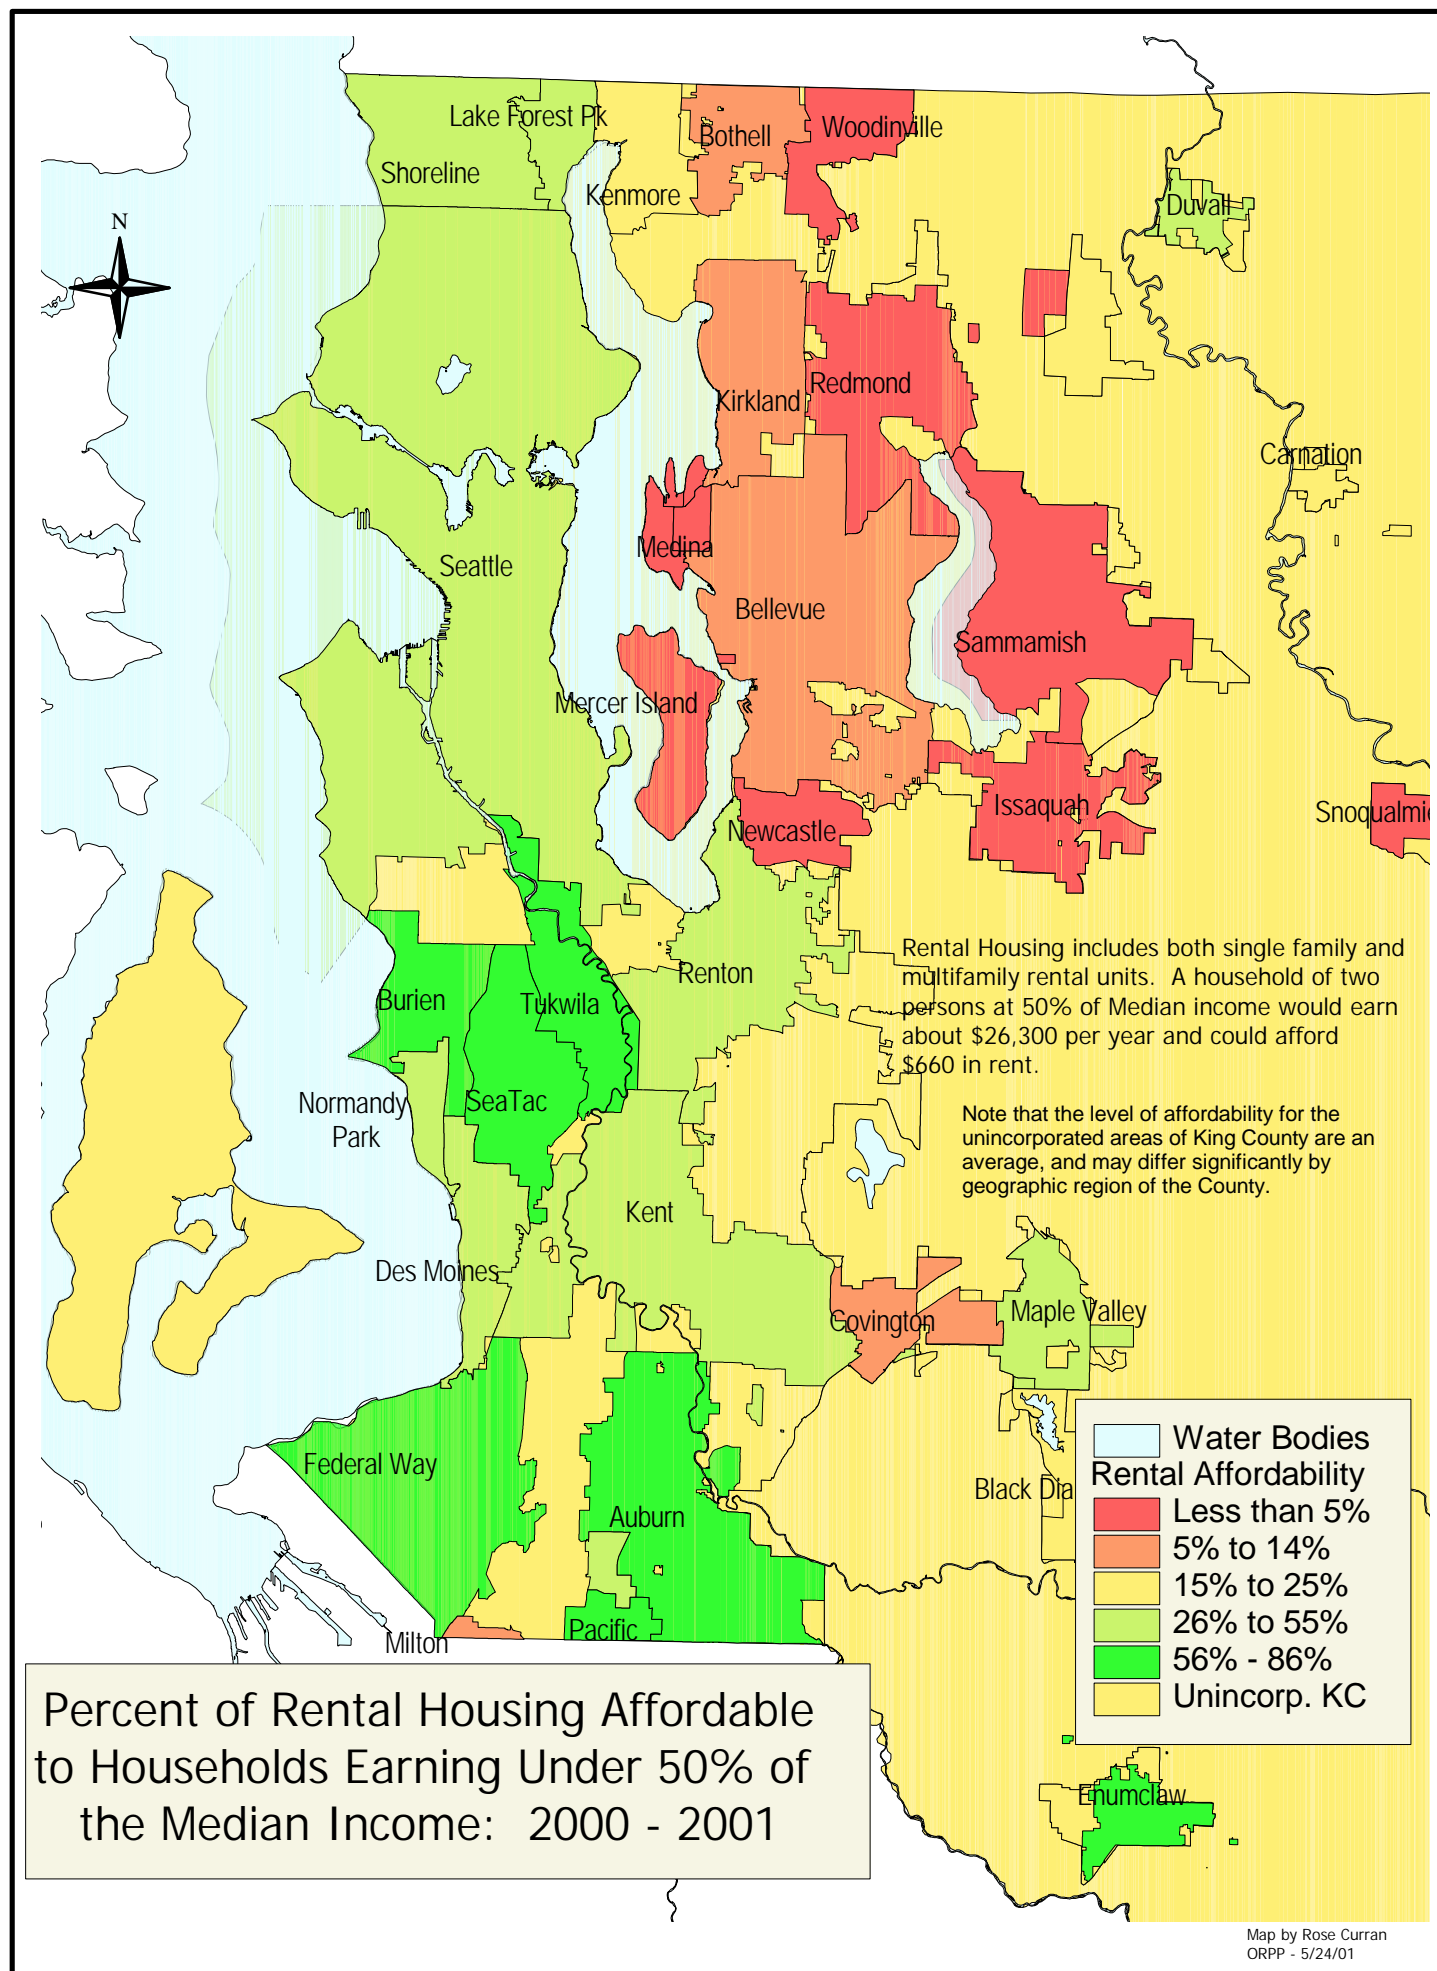 Lake Forest Pk
Bothell
Woodinville
Shoreline
Kenmore
Duvall
N
Redmond
Kirkland
Carnation
Medina
Seattle
Bellevue
Sammamish
Mercer Island
Issaquah
Snoqualmie
Newcastle
Rental Housing includes both single family and
multifamily rental units. A household of two
persons at 50% of Median income would earn
about $26,300 per year and could afford
$660 in rent.
Renton
Burien
Tukwila
Normandy
Park
SeaTac
Note that the level of affordability for the
unincorporated areas of King County are an
average, and may differ significantly by
geographic region of the County.
Kent
Des Moines
Covington
Maple Valley
Federal Way
Auburn
Black Dia
Pacific
Milton
Water Bodies
Rental Affordability
Less than 5%
5% to 14%
15% to 25%
26% to 55%
56% - 86%
Unincorp. KC
Percent of Rental Housing Affordable
to Households Earning Under 50% of
the Median Income: 2000 - 2001
Enumclaw
Map by Rose Curran
ORPP - 5/24/01